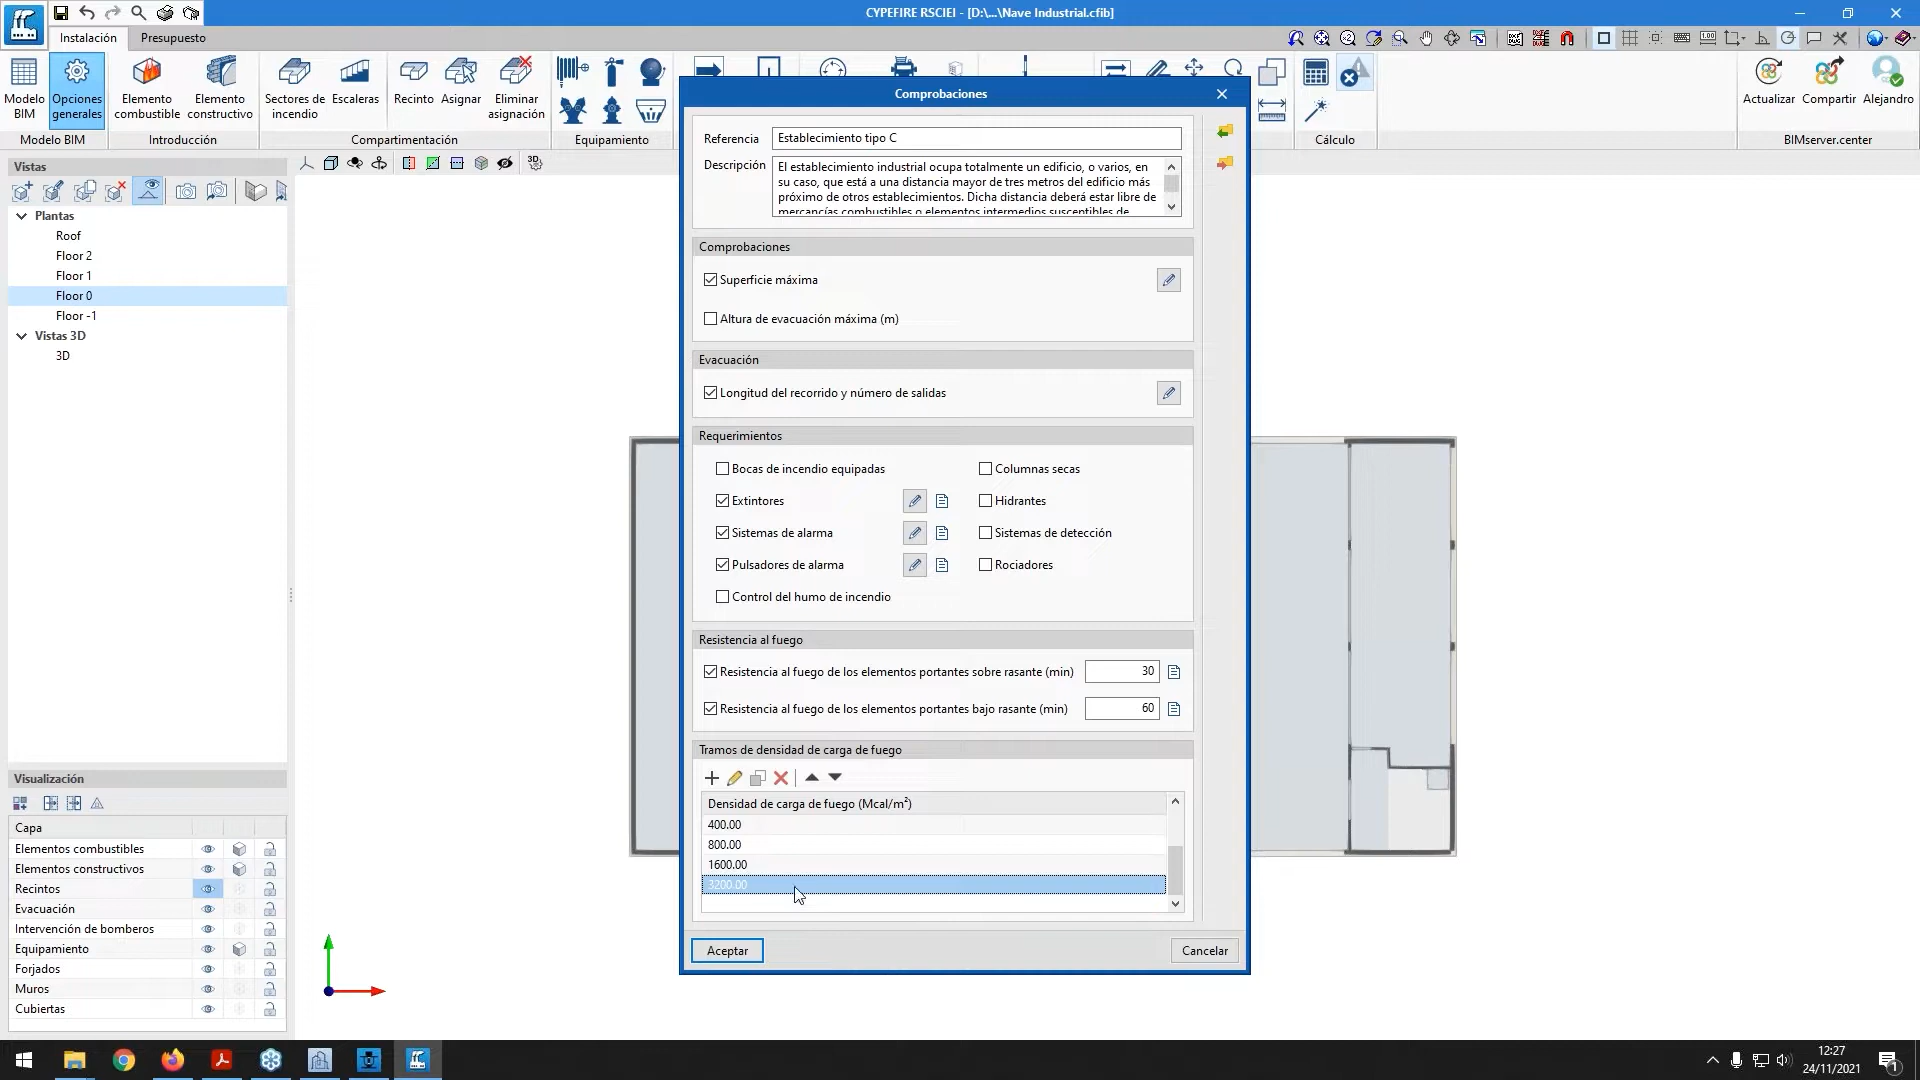 CYPEFIRE RSCIEI - [D:\...\Nave Industrial.cfib]
Instalación
Presupuesto
Modelo BIM
Opciones generales
Elemento combustible
Elemento constructivo
Sectores de incendio
Escaleras
Recinto
Asignar
Eliminar asignación
Actualizar
Compartir
Alejandro
Modelo BIM
Introducción
Compartimentación
Equipamiento
Cálculo
BIMserver.center
Vistas
Plantas
Roof
Floor 2
Floor 1
Floor 0
Floor -1
Vistas 3D
3D
Visualización
Capa
Elementos combustibles
Elementos constructivos
Recintos
Evacuación
Intervención de bomberos
Equipamiento
Forjados
Muros
Cubiertas
Comprobaciones
Referencia
Establecimiento tipo C
Descripción
El establecimiento industrial ocupa totalmente un edificio, o varios, en
su caso, que está a una distancia mayor de tres metros del edificio más
próximo de otros establecimientos. Dicha distancia deberá estar libre de
mercancías combustibles o elementos intermedios susceptibles de
Comprobaciones
Superficie máxima
Altura de evacuación máxima (m)
Evacuación
Longitud del recorrido y número de salidas
Requerimientos
Bocas de incendio equipadas
Columnas secas
Extintores
Hidrantes
Sistemas de alarma
Sistemas de detección
Pulsadores de alarma
Rociadores
Control del humo de incendio
Resistencia al fuego
Resistencia al fuego de los elementos portantes sobre rasante (min)
30
Resistencia al fuego de los elementos portantes bajo rasante (min)
60
Tramos de densidad de carga de fuego
Densidad de carga de fuego (Mcal/m²)
400.00
800.00
1600.00
3200.00
Aceptar
Cancelar
12:27
24/11/2021